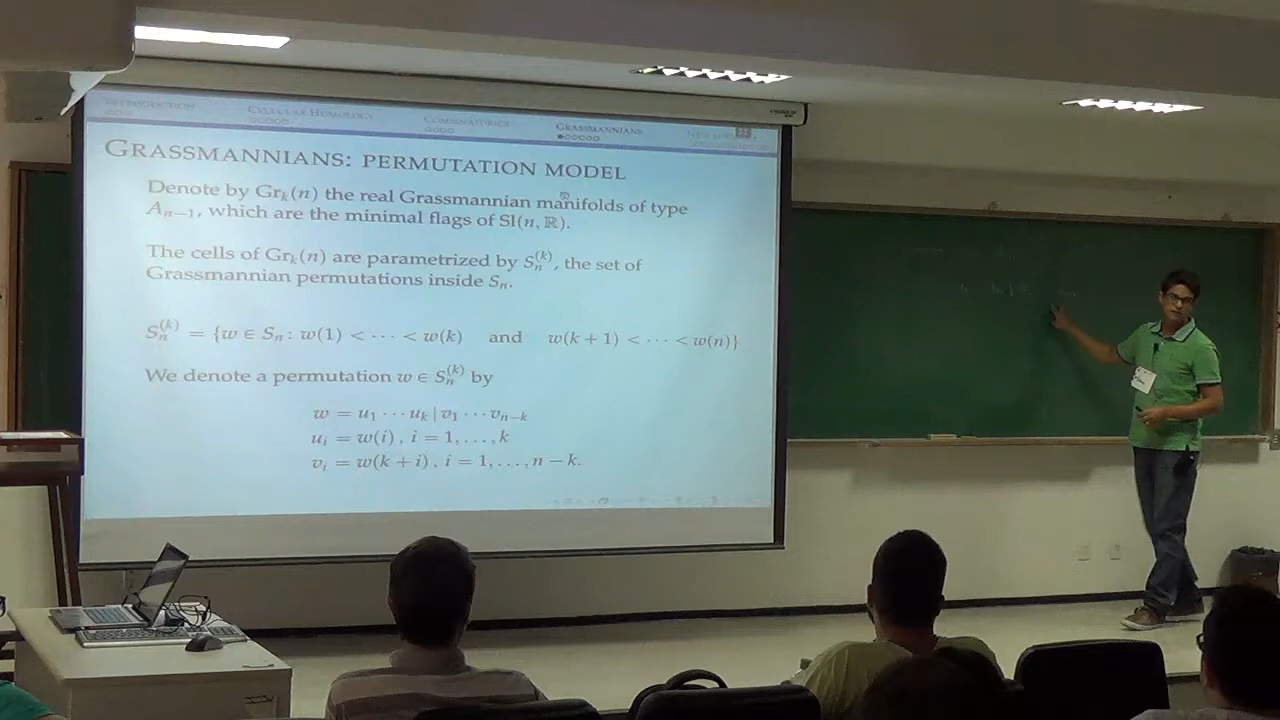 INTRODUCTION CELLULAR HOMOLOGY COMBINATORICS GRASSMANNIANS
GRASSMANNIANS: PERMUTATION MODEL
Denote by Gr_k(n) the real Grassmannian manifolds of type
A_{n−1}, which are the minimal flags of Sl(n, ℝ).
The cells of Gr_k(n) are parametrized by S_n^{(k)}, the set of
Grassmannian permutations inside S_n.
S_n^{(k)} = {w ∈ S_n : w(1) < ··· < w(k) and w(k + 1) < ··· < w(n)}
We denote a permutation w ∈ S_n^{(k)} by
w = u_1 ··· u_k | v_1 ··· v_{n−k}
u_i = w(i) , i = 1, . . . , k
v_i = w(k + i) , i = 1, . . . , n − k.